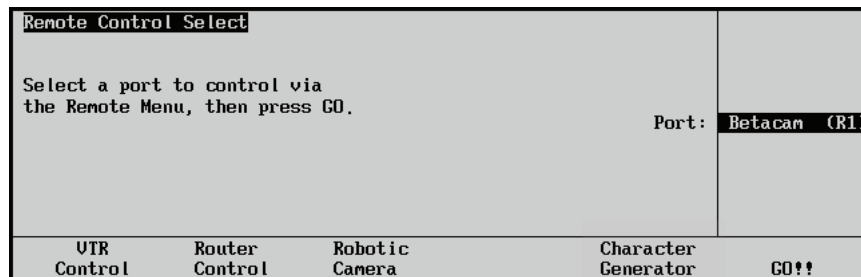 Remote Control Select
Select a port to control via
the Remote Menu, then press GO.
Port: Betacam (R1
VTR Control
Router Control
Robotic Camera
Character Generator
GO!!